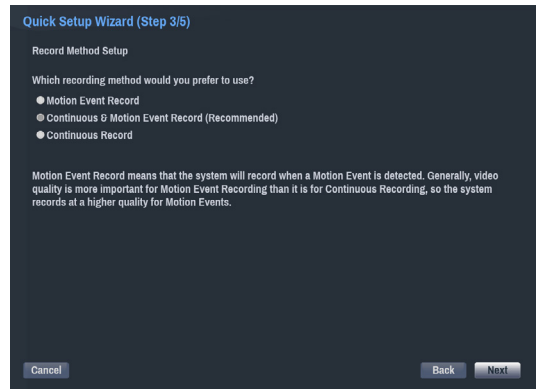 Quick Setup Wizard (Step 3/5)
Record Method Setup
Which recording method would you prefer to use?
Motion Event Record
Continuous & Motion Event Record (Recommended)
Continuous Record
Motion Event Record means that the system will record when a Motion Event is detected. Generally, video
quality is more important for Motion Event Recording than it is for Continuous Recording, so the system
records at a higher quality for Motion Events.
Cancel
Back
Next